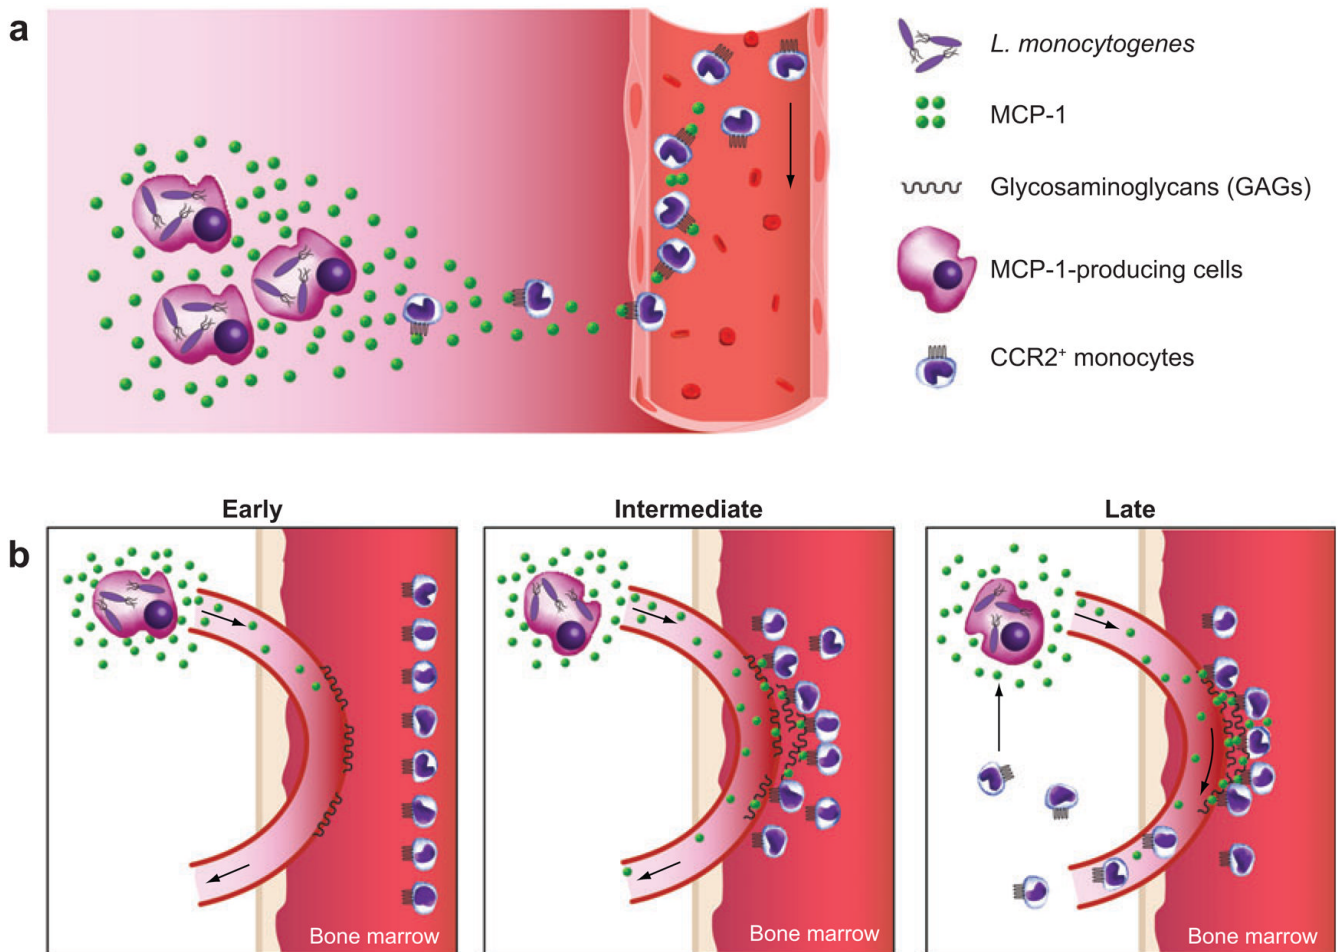 a
L. monocytogenes
MCP-1
Glycosaminoglycans (GAGs)
MCP-1-producing cells
CCR2⁺ monocytes
b
Early
Intermediate
Late
Bone marrow
Bone marrow
Bone marrow